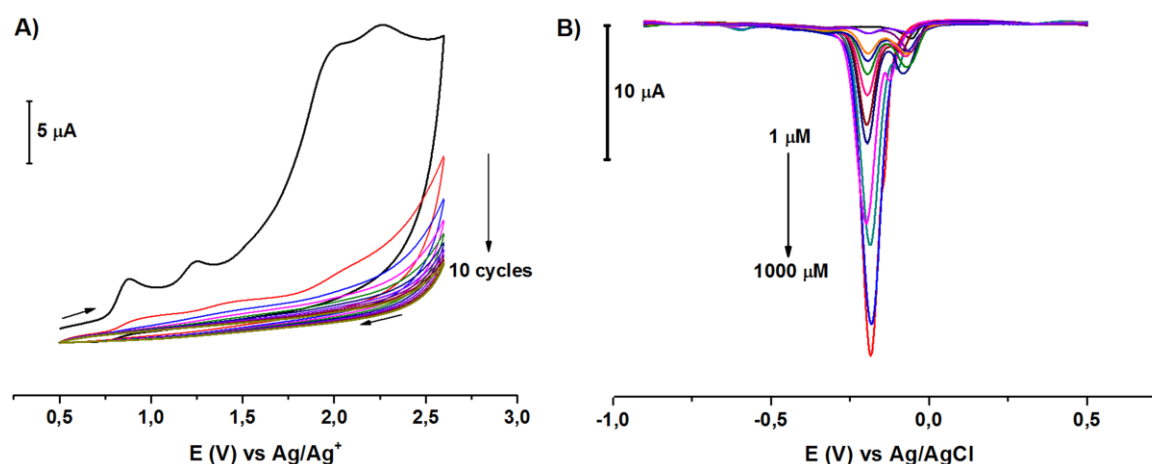 A)
5 µA
10 cycles
0,5 1,0 1,5 2,0 2,5 3,0
E (V) vs Ag/Ag⁺
B)
10 µA
1 µM
1000 µM
-1,0 -0,5 0,0 0,5
E (V) vs Ag/AgCl